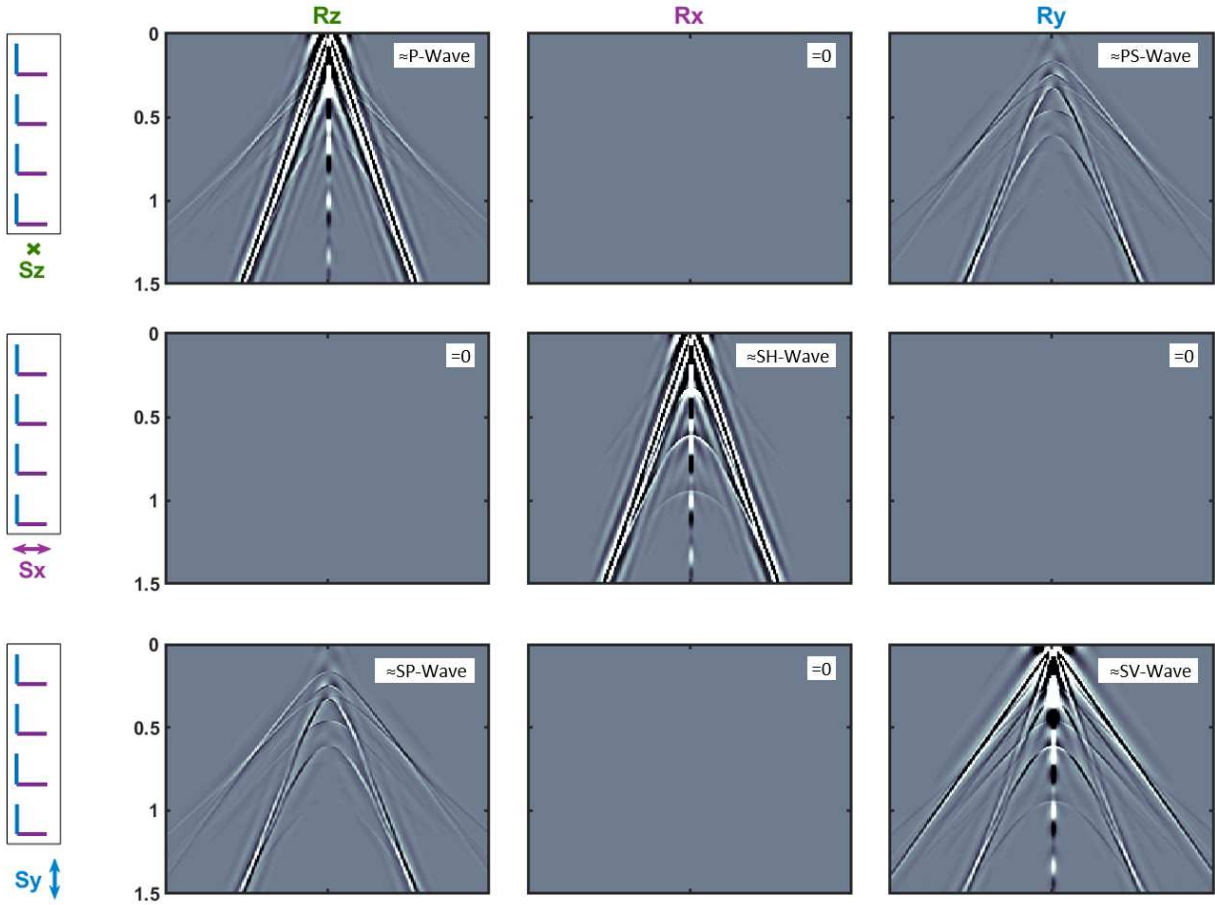 Rz Rx Ry
0
≈P-Wave =0 ≈PS-Wave
0.5
1
Sz
1.5
0
=0 ≈SH-Wave =0
0.5
1
Sx
1.5
0
≈SP-Wave =0 ≈SV-Wave
0.5
1
Sy
1.5